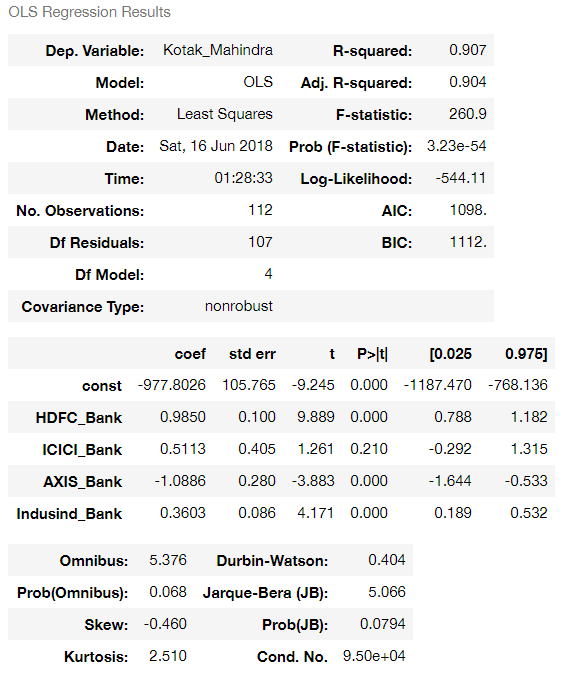 OLS Regression Results
Dep. Variable: Kotak_Mahindra R-squared: 0.907
Model: OLS Adj. R-squared: 0.904
Method: Least Squares F-statistic: 260.9
Date: Sat, 16 Jun 2018 Prob (F-statistic): 3.23e-54
Time: 01:28:33 Log-Likelihood: -544.11
No. Observations: 112 AIC: 1098.
Df Residuals: 107 BIC: 1112.
Df Model: 4
Covariance Type: nonrobust
coef std err t P>|t| [0.025 0.975]
const -977.8026 105.765 -9.245 0.000 -1187.470 -768.136
HDFC_Bank 0.9850 0.100 9.889 0.000 0.788 1.182
ICICI_Bank 0.5113 0.405 1.261 0.210 -0.292 1.315
AXIS_Bank -1.0886 0.280 -3.883 0.000 -1.644 -0.533
Indusind_Bank 0.3603 0.086 4.171 0.000 0.189 0.532
Omnibus: 5.376 Durbin-Watson: 0.404
Prob(Omnibus): 0.068 Jarque-Bera (JB): 5.066
Skew: -0.460 Prob(JB): 0.0794
Kurtosis: 2.510 Cond. No. 9.50e+04